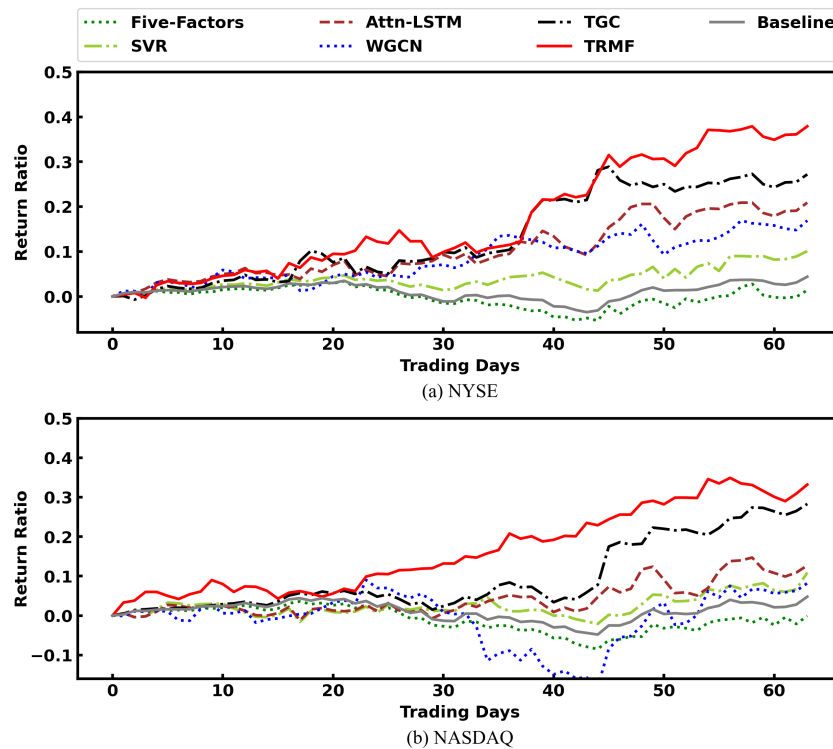 Five-Factors Attn-LSTM TGC Baseline
SVR WGCN TRMF
0.5
0.4
0.3
0.2
0.1
0.0
Return Ratio
0 10 20 30 40 50 60
Trading Days
(a) NYSE
0.5
0.4
0.3
0.2
0.1
0.0
−0.1
Return Ratio
0 10 20 30 40 50 60
Trading Days
(b) NASDAQ